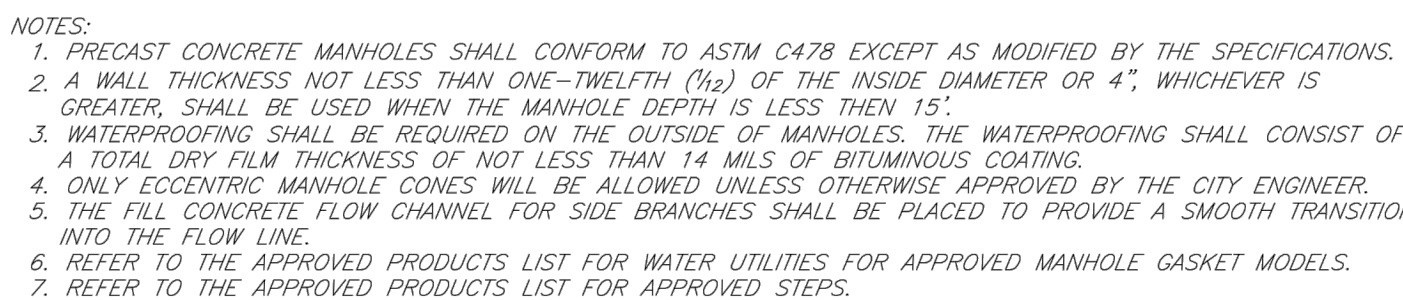 NOTES:
1. PRECAST CONCRETE MANHOLES SHALL CONFORM TO ASTM C478 EXCEPT AS MODIFIED BY THE SPECIFICATIONS.
2. A WALL THICKNESS NOT LESS THAN ONE-TWELFTH (1/12) OF THE INSIDE DIAMETER OR 4", WHICHEVER IS
GREATER, SHALL BE USED WHEN THE MANHOLE DEPTH IS LESS THEN 15'.
3. WATERPROOFING SHALL BE REQUIRED ON THE OUTSIDE OF MANHOLES. THE WATERPROOFING SHALL CONSIST OF
A TOTAL DRY FILM THICKNESS OF NOT LESS THAN 14 MILS OF BITUMINOUS COATING.
4. ONLY ECCENTRIC MANHOLE CONES WILL BE ALLOWED UNLESS OTHERWISE APPROVED BY THE CITY ENGINEER.
5. THE FILL CONCRETE FLOW CHANNEL FOR SIDE BRANCHES SHALL BE PLACED TO PROVIDE A SMOOTH TRANSITION
INTO THE FLOW LINE.
6. REFER TO THE APPROVED PRODUCTS LIST FOR WATER UTILITIES FOR APPROVED MANHOLE GASKET MODELS.
7. REFER TO THE APPROVED PRODUCTS LIST FOR APPROVED STEPS.